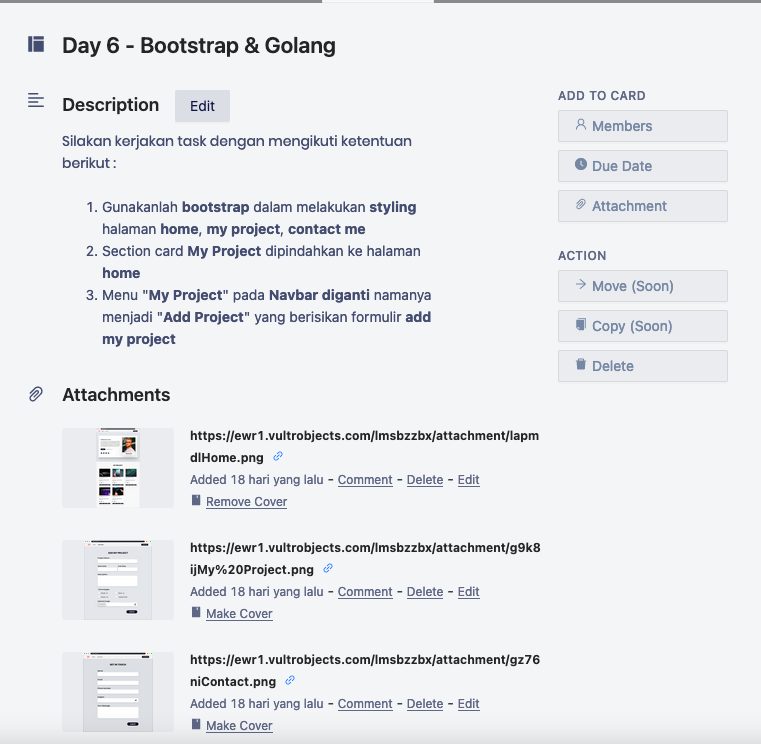 Day 6 - Bootstrap & Golang
Description
Edit
Silakan kerjakan task dengan mengikuti ketentuan
berikut :
1. Gunakanlah bootstrap dalam melakukan styling
halaman home, my project, contact me
2. Section card My Project dipindahkan ke halaman
home
3. Menu "My Project" pada Navbar diganti namanya
menjadi "Add Project" yang berisikan formulir add
my project
Attachments
https://ewr1.vultrobjects.com/lmsbzzbx/attachment/lapm
dlHome.png
Added 18 hari yang lalu - Comment - Delete - Edit
Remove Cover
https://ewr1.vultrobjects.com/lmsbzzbx/attachment/g9k8
ijMy%20Project.png
Added 18 hari yang lalu - Comment - Delete - Edit
Make Cover
https://ewr1.vultrobjects.com/lmsbzzbx/attachment/gz76
niContact.png
Added 18 hari yang lalu - Comment - Delete - Edit
Make Cover
ADD TO CARD
Members
Due Date
Attachment
ACTION
Move (Soon)
Copy (Soon)
Delete